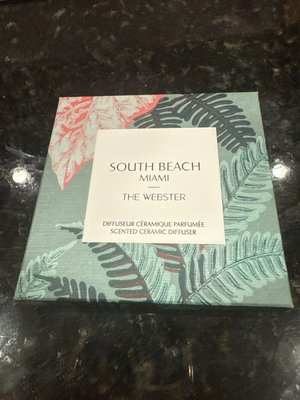 SOUTH BEACH
MIAMI
THE WEBSTER
DIFFUSEUR CÉRAMIQUE PARFUMÉE
SCENTED CERAMIC DIFFUSER